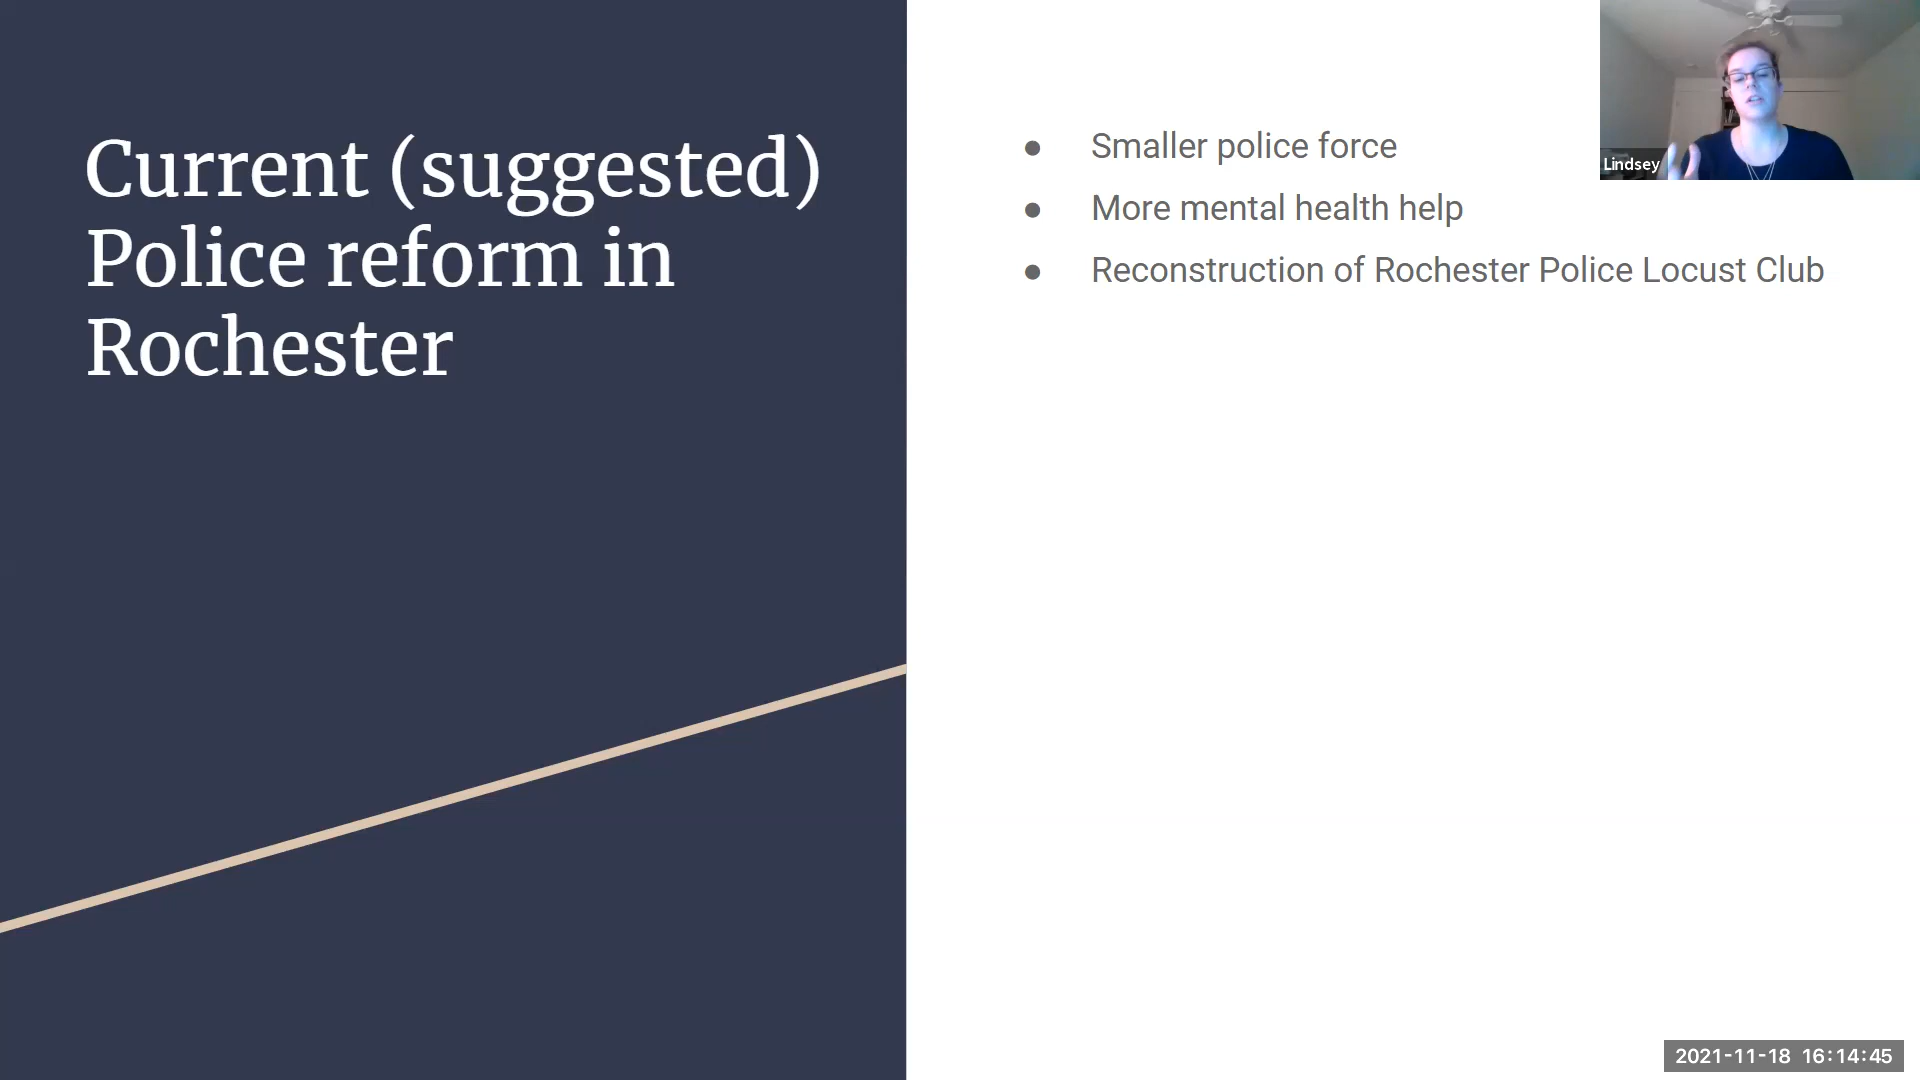 Current (suggested)
Police reform in
Rochester
● Smaller police force
● More mental health help
● Reconstruction of Rochester Police Locust Club
Lindsey
2021-11-18 16:14:45